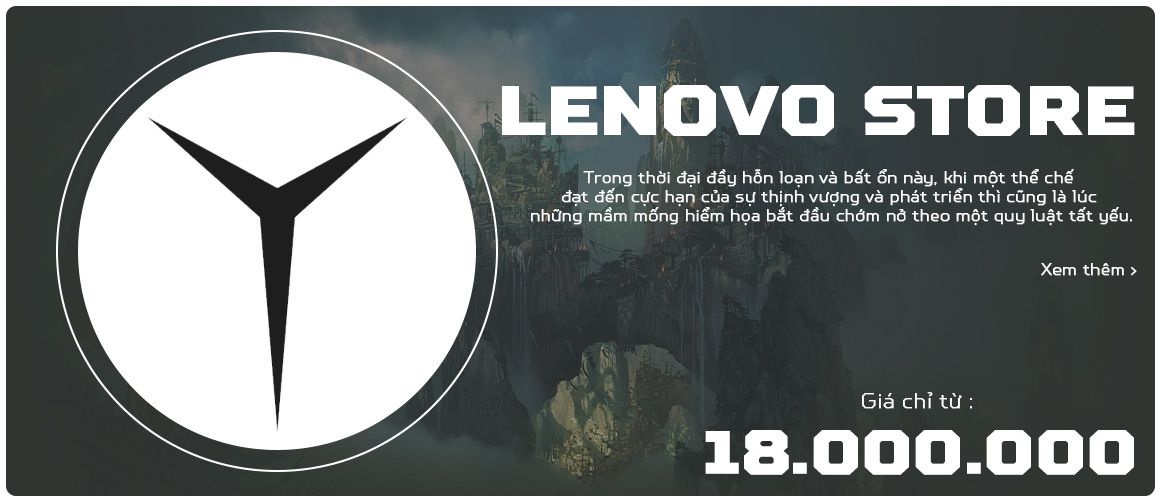 LENOVO STORE
Trong thời đại đầy hỗn loạn và bất ổn này, khi một thể chế
đạt đến cực hạn của sự thịnh vượng và phát triển thì cũng là lúc
những mầm mống hiểm họa bắt đầu chớm nở theo một quy luật tất yếu.
Xem thêm >
Giá chỉ từ :
18.000.000